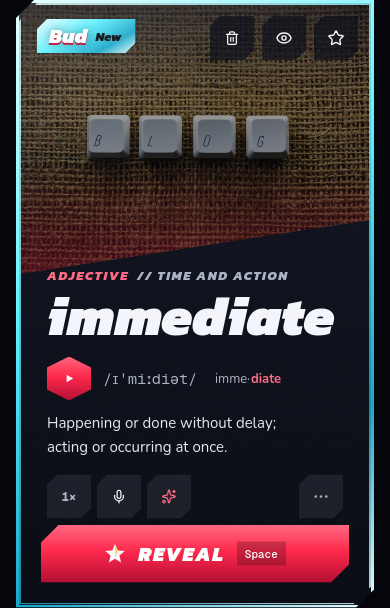 Bud New
B L O G
ADJECTIVE // TIME AND ACTION
immediate
/ɪˈmiːdiət/ imme·diate
Happening or done without delay;
acting or occurring at once.
1×
REVEAL Space